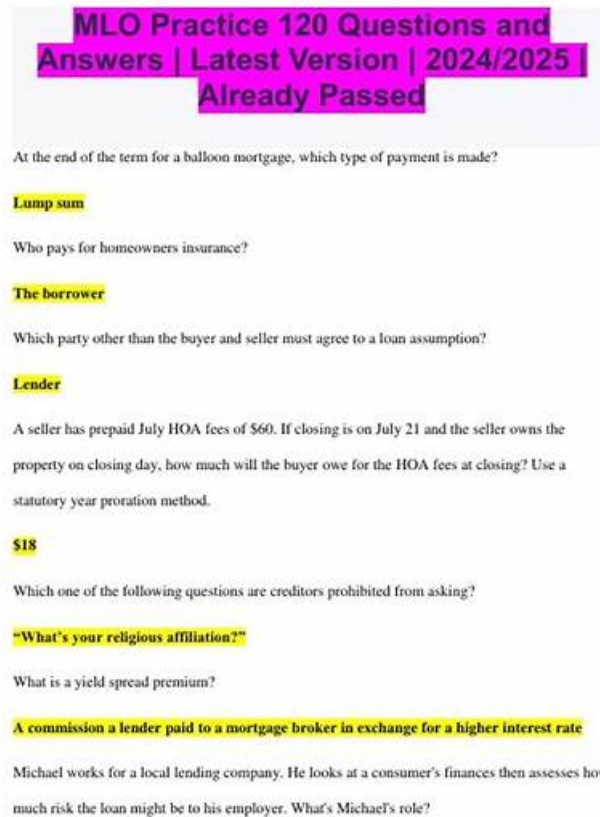 MLO Practice 120 Questions and
Answers | Latest Version | 2024/2025 |
Already Passed
At the end of the term for a balloon mortgage, which type of payment is made?
Lump sum
Who pays for homeowners insurance?
The borrower
Which party other than the buyer and seller must agree to a loan assumption?
Lender
A seller has prepaid July HOA fees of $60. If closing is on July 21 and the seller owns the
property on closing day, how much will the buyer owe for the HOA fees at closing? Use a
statutory year proration method.
$18
Which one of the following questions are creditors prohibited from asking?
“What's your religious affiliation?”
What is a yield spread premium?
A commission a lender paid to a mortgage broker in exchange for a higher interest rate
Michael works for a local lending company. He looks at a consumer's finances then assesses ho
much risk the loan might be to his employer. What's Michael's role?